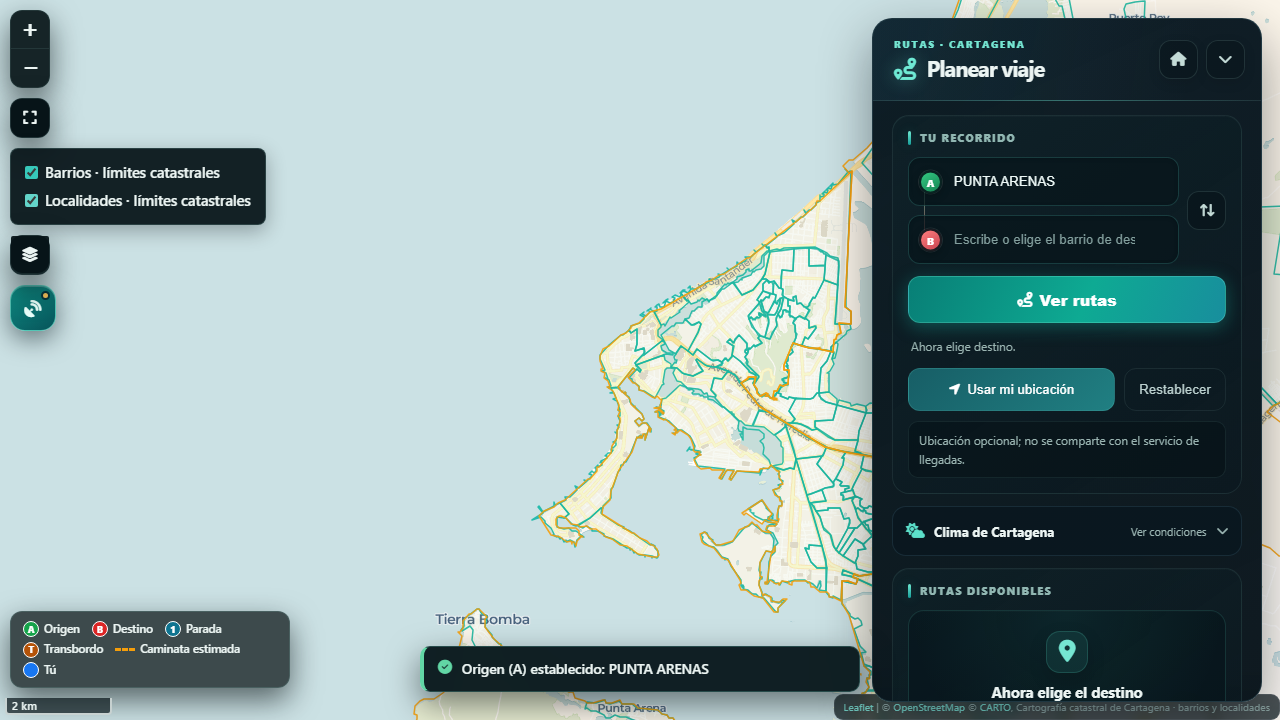 +
−
Barrios · límites catastrales
Localidades · límites catastrales
Avenida Santander
Avenida Pedro de Heredia
Tierra Bomba
Punta Arena
A Origen B Destino 1 Parada
T Transbordo Caminata estimada
Tú
2 km
Origen (A) establecido: PUNTA ARENAS
RUTAS · CARTAGENA
Planear viaje
TU RECORRIDO
A PUNTA ARENAS
B Escribe o elige el barrio de des
Ver rutas
Ahora elige destino.
Usar mi ubicación
Restablecer
Ubicación opcional; no se comparte con el servicio de
llegadas.
Clima de Cartagena
Ver condiciones
RUTAS DISPONIBLES
Ahora elige el destino
Leaflet | © OpenStreetMap © CARTO, Cartografía catastral de Cartagena · barrios y localidades